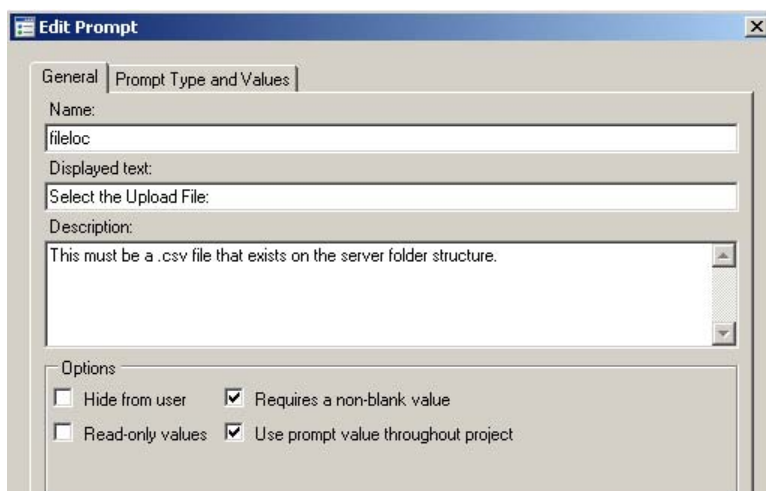 Edit Prompt
General
Prompt Type and Values
Name:
fileloc
Displayed text:
Select the Upload File:
Description:
This must be a .csv file that exists on the server folder structure.
Options
Hide from user
Requires a non-blank value
Read-only values
Use prompt value throughout project